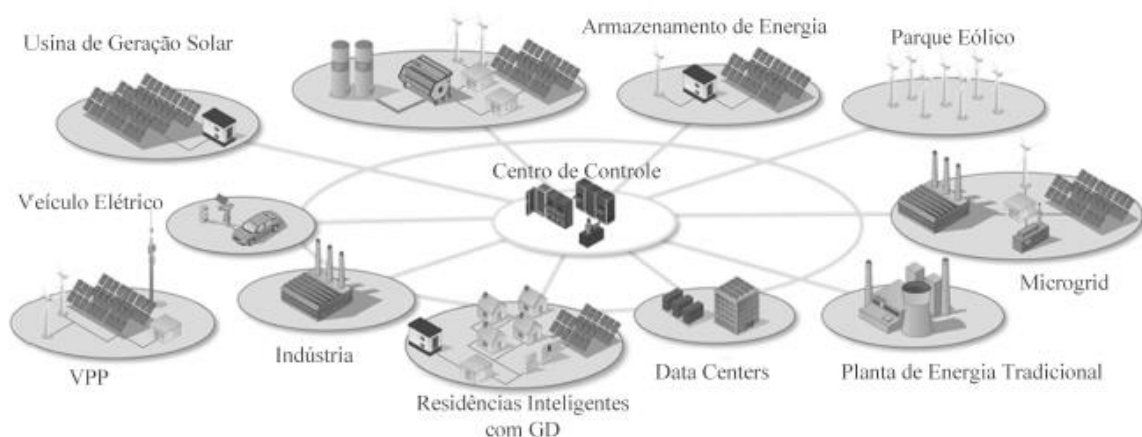 Armazenamento de Energia
Parque Eólico
Usina de Geração Solar
Centro de Controle
Veículo Elétrico
Microgrid
Indústria
VPP
Data Centers
Planta de Energia Tradicional
Residências Inteligentes
com GD